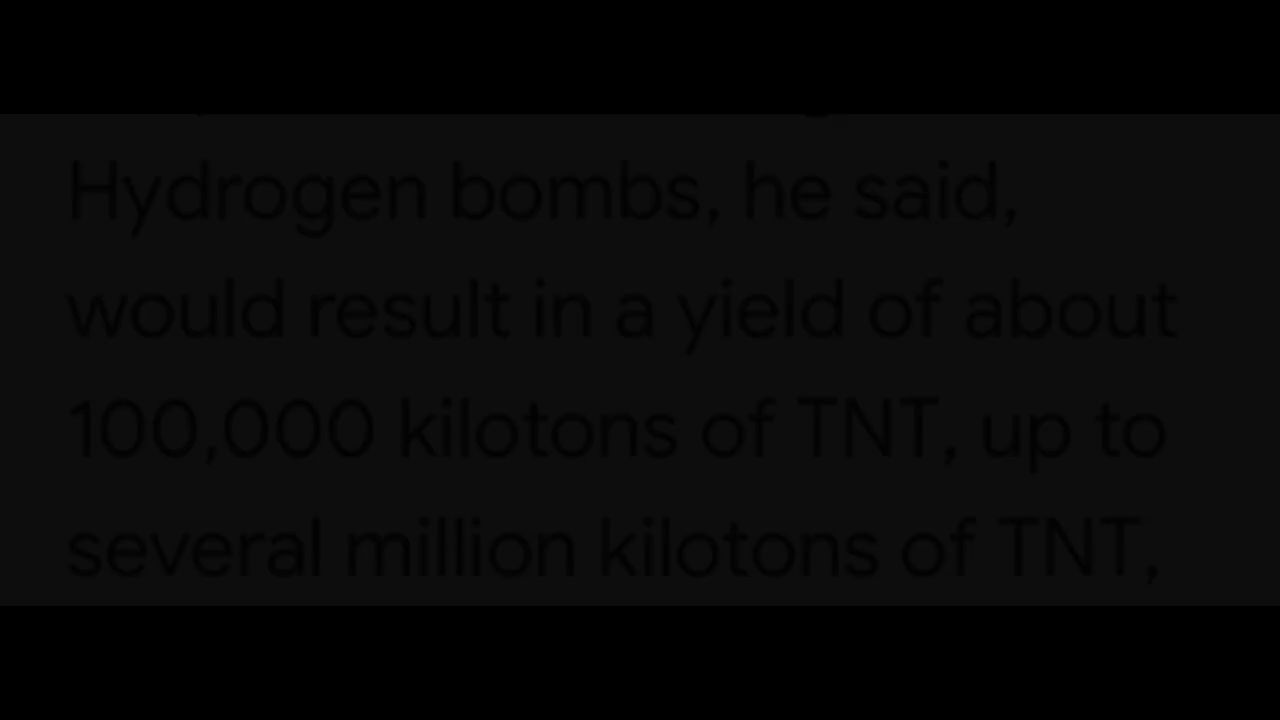 Hydrogen bombs, he said,
would result in a yield of about
100,000 kilotons of TNT, up to
several million kilotons of TNT,